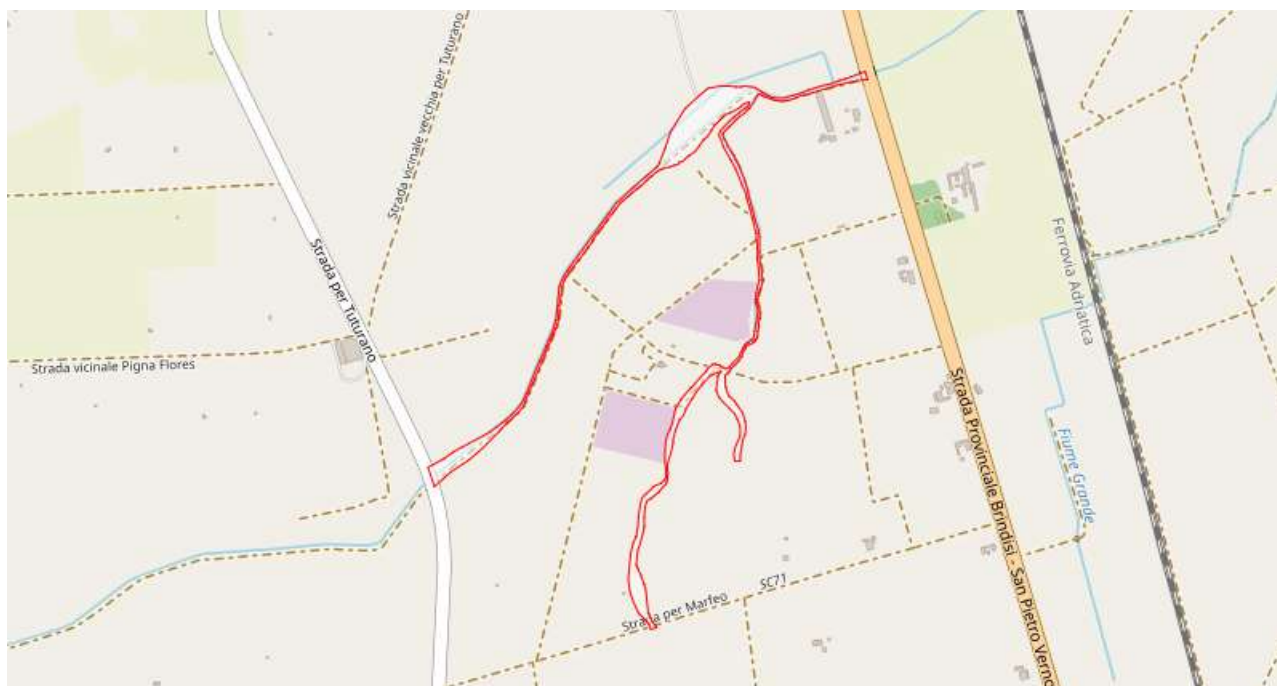 Strada vicinale vecchia per Tuturano
Strada per Tuturano
Strada vicinale Pigna Flores
Ferrovia Adriatica
Strada Provinciale Brindisi - San Pietro Verno
Fiume Grande
SC71
Strada per Marfeo